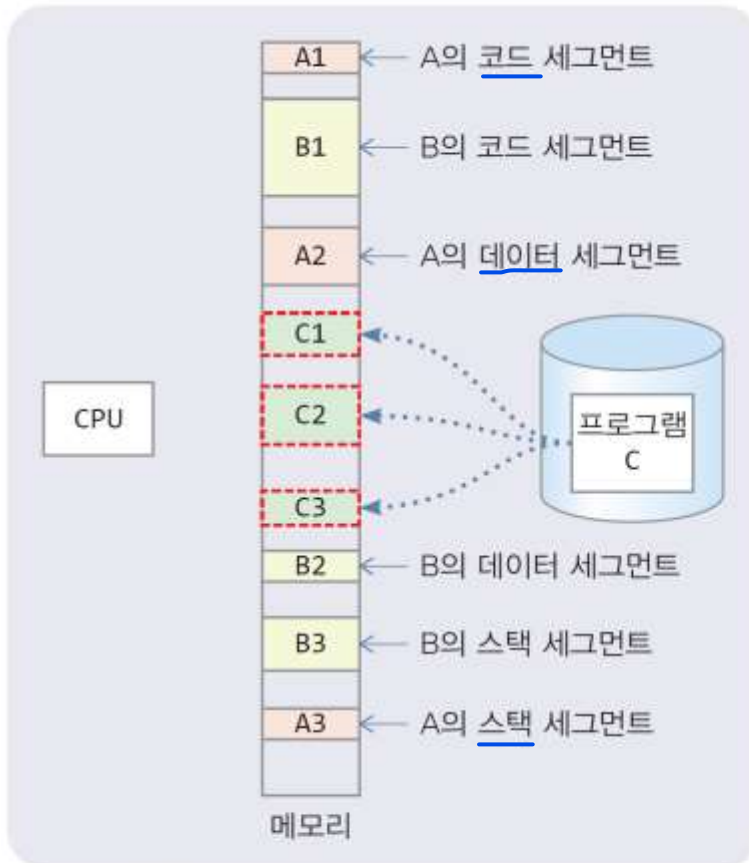 A1
A의 코드 세그먼트
B1
B의 코드 세그먼트
A2
A의 데이터 세그먼트
C1
C2
C3
CPU
프로그램
C
B2
B의 데이터 세그먼트
B3
B의 스택 세그먼트
A3
A의 스택 세그먼트
메모리